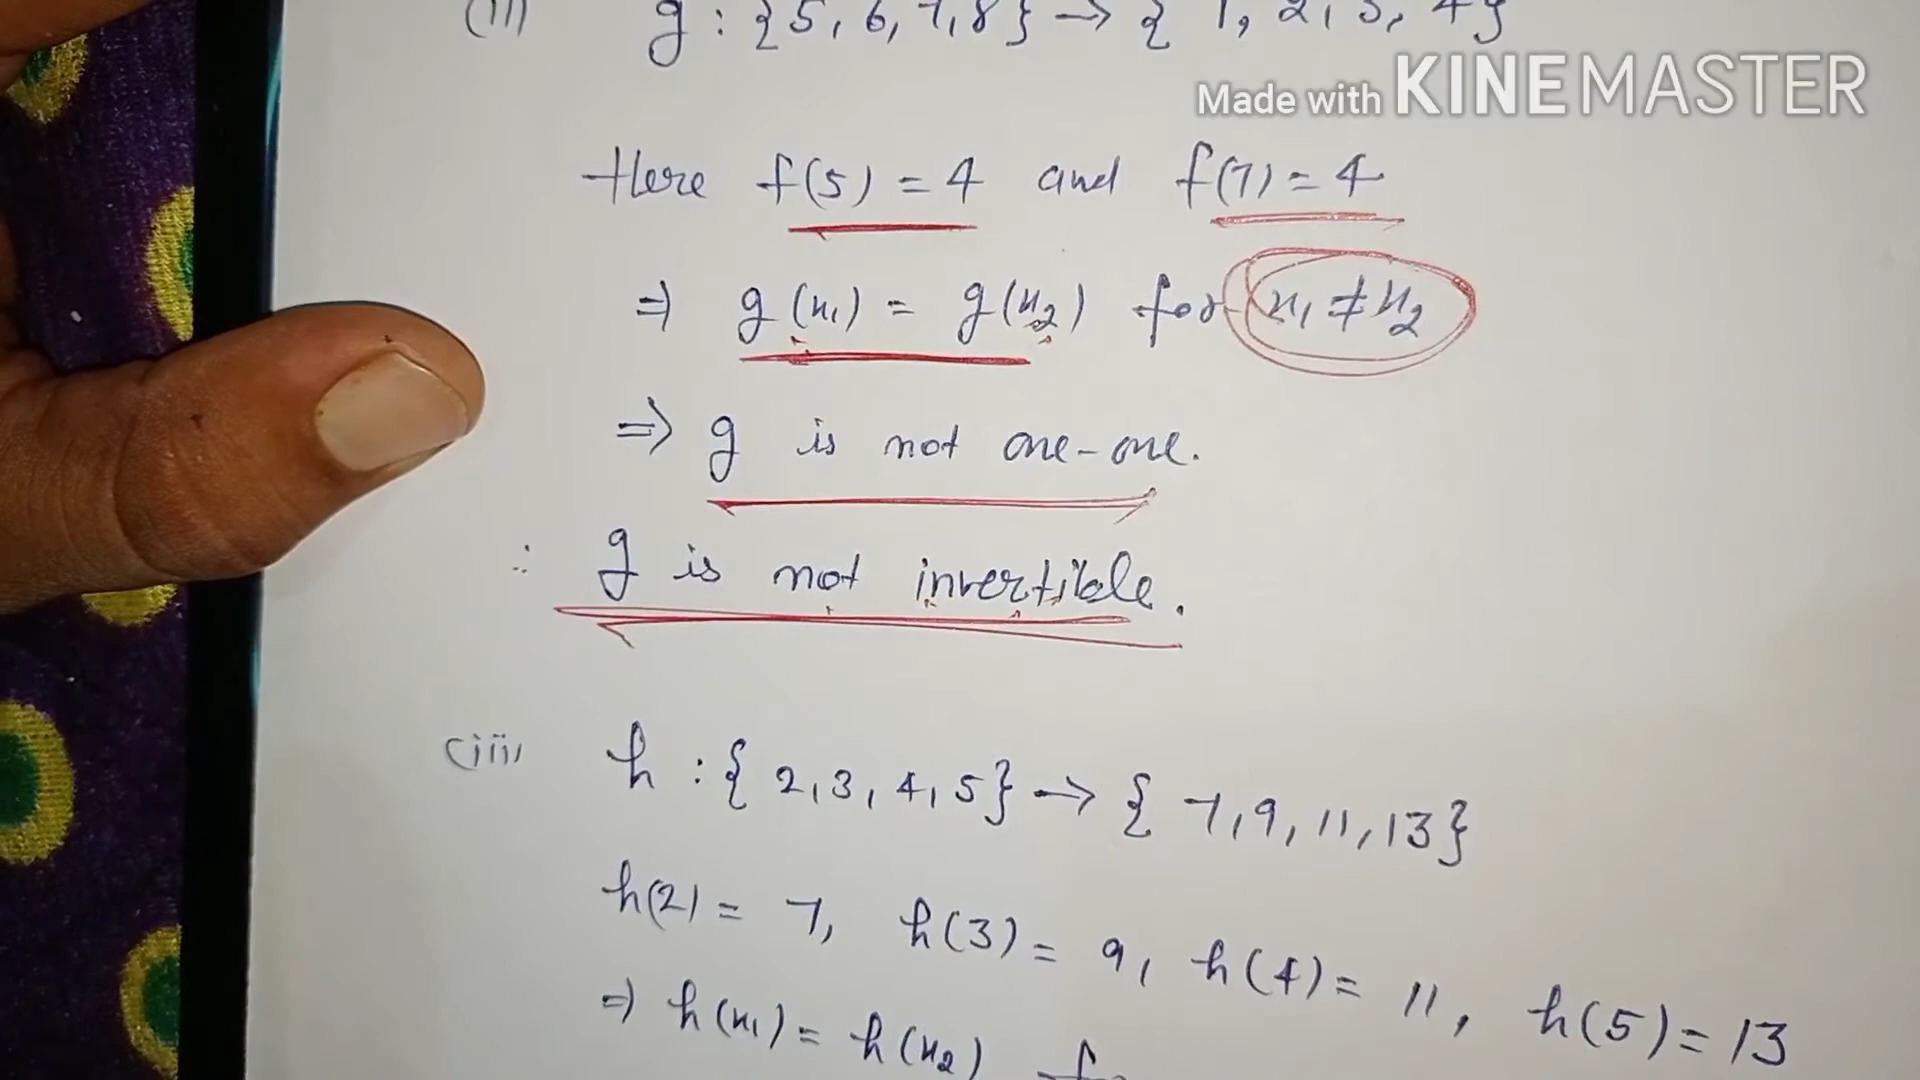 (ii) g : {5, 6, 7, 8} → { 1, 2, 3, 4}
Made with KINEMASTER
Here f(5) = 4 and f(7) = 4
⇒ g(x₁) = g(x₂) for x₁ ≠ x₂
⇒ g is not one-one.
∴ g is not invertible.
(iii) h : { 2, 3, 4, 5} → { 7, 9, 11, 13}
h(2) = 7, h(3) = 9, h(4) = 11, h(5) = 13
⇒ h(x₁) = h(x₂)